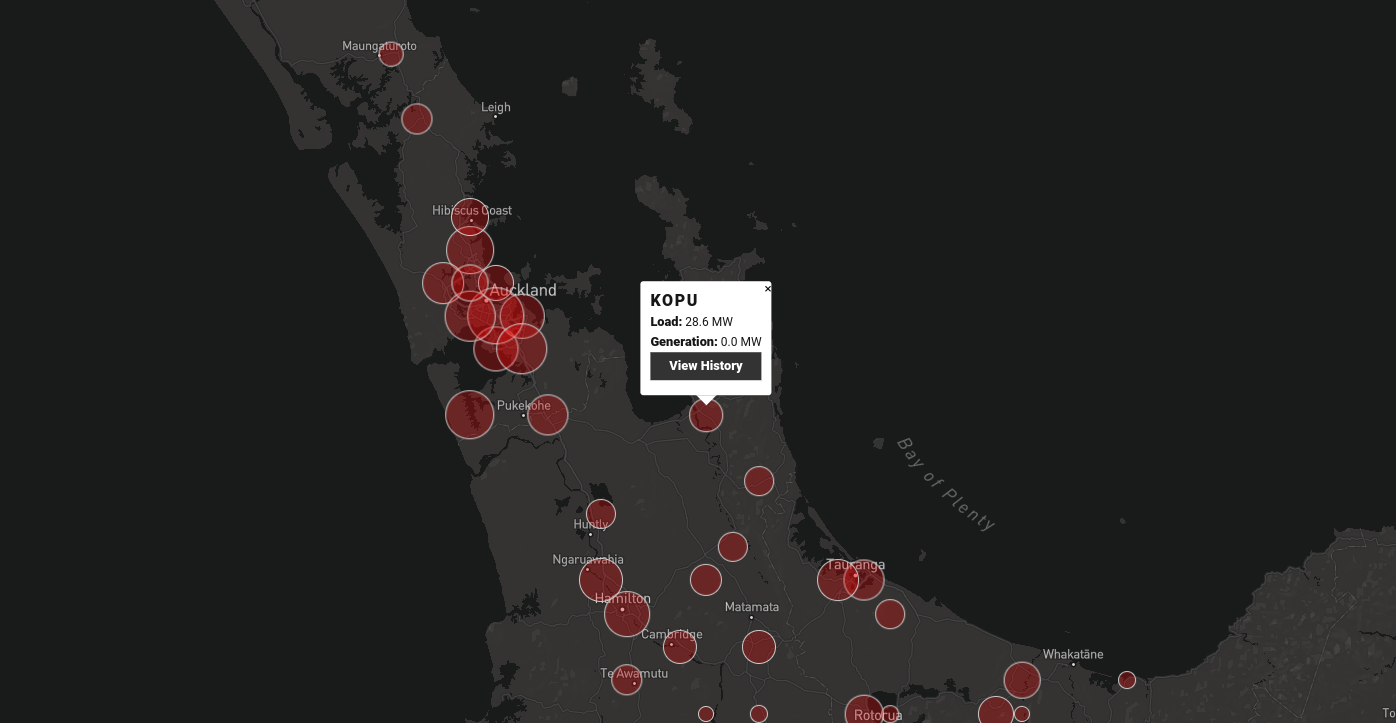 Maungaturoto
Leigh
Hibiscus Coast
Auckland
×
KOPU
Load: 28.6 MW
Generation: 0.0 MW
View History
Pukekohe
Bay of Plenty
Huntly
Ngaruawahia
Tauranga
Hamilton
Matamata
Cambridge
Whakatāne
Te Awamutu
Rotorua
To